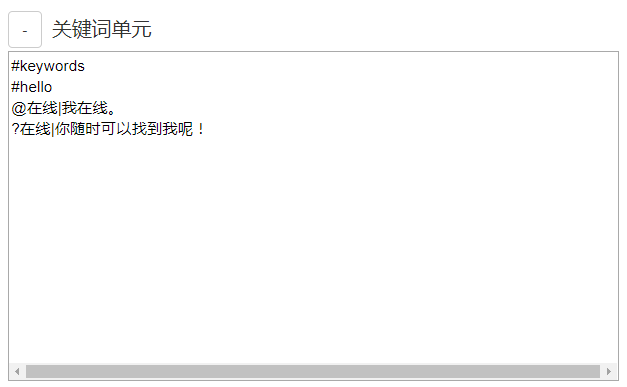 - 关键词单元
#keywords
#hello
@在线|我在线。
?在线|你随时可以找到我呢！